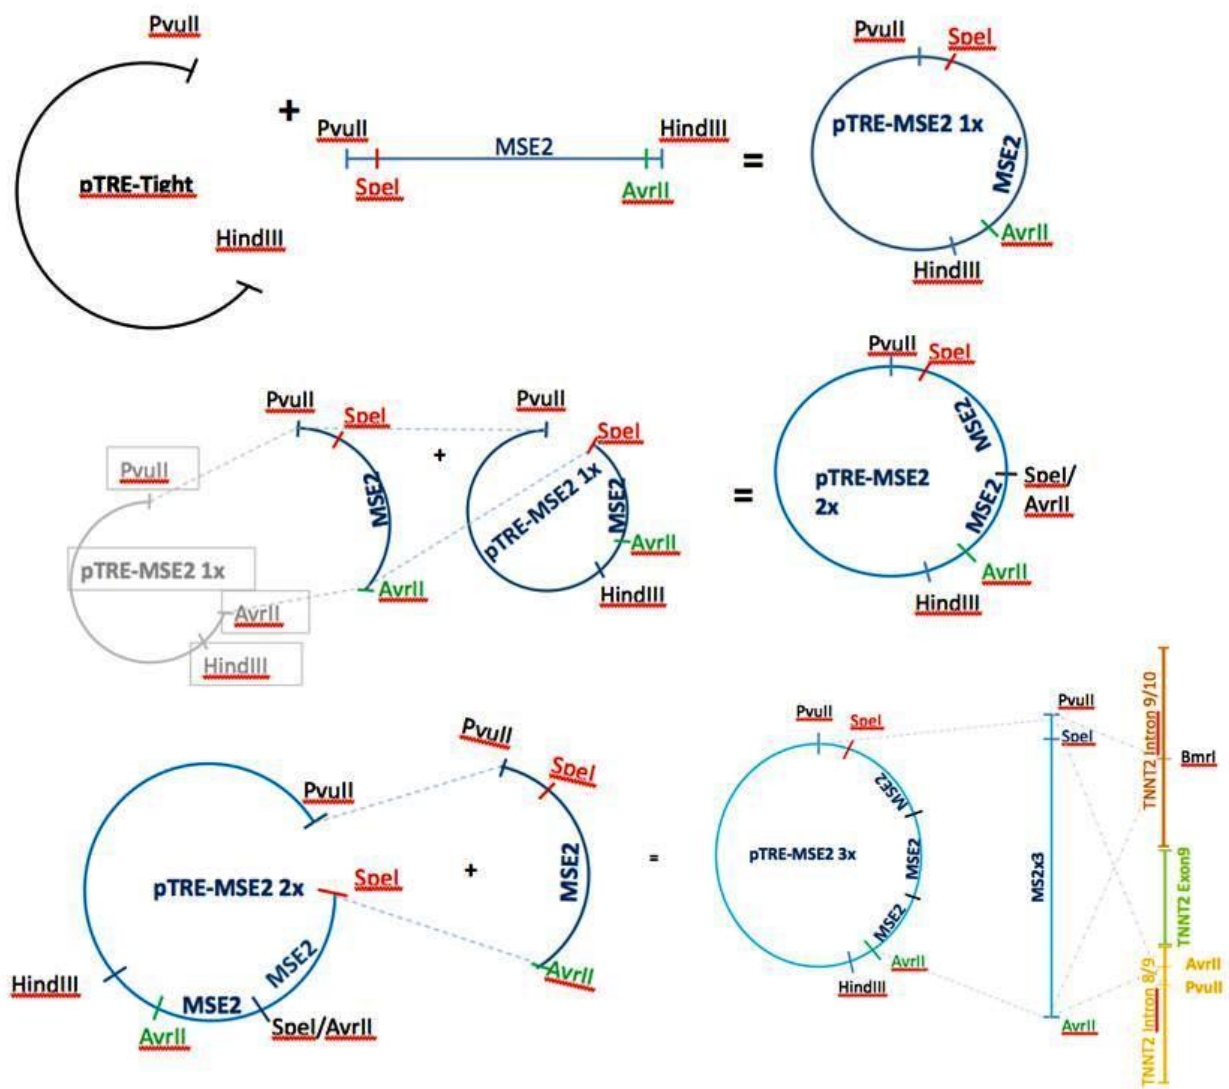 PvuII
pTRE-Tight
HindIII
+
PvuII
MSE2
HindIII
SpeI
AvrII
=
PvuII
SpeI
pTRE-MSE2 1x
MSE2
AvrII
HindIII
PvuII
pTRE-MSE2 1x
AvrII
HindIII
PvuII
SpeI
MSE2
AvrII
+
PvuII
SpeI
pTRE-MSE2 1x
MSE2
AvrII
HindIII
=
PvuII
SpeI
MSE2
pTRE-MSE2
2x
SpeI/
AvrII
MSE2
AvrII
HindIII
PvuII
pTRE-MSE2 2x
SpeI
MSE2
HindIII
MSE2
AvrII
SpeI/AvrII
+
PvuII
SpeI
MSE2
AvrII
=
PvuII
SpeI
MSE2
pTRE-MSE2 3x
MSE2
MSE2
AvrII
HindIII
PvuII
SpeI
MS2x3
AvrII
TNNT2 Intron 9/10
BmrI
TNNT2 Exon9
AvrII
PvuII
TNNT2 Intron 8/9